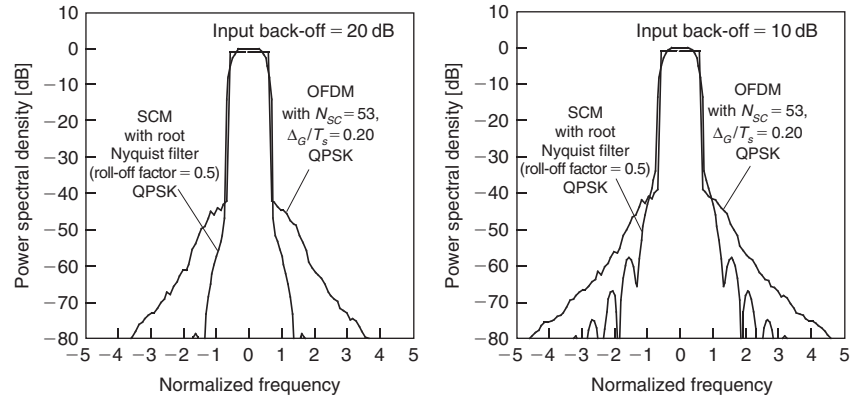 Input back-off = 20 dB
Power spectral density [dB]
10
0
−10
−20
−30
−40
−50
−60
−70
−80
SCM
with root
Nyquist filter
(roll-off factor = 0.5)
QPSK
OFDM
with N_SC = 53,
Δ_G/T_s = 0.20
QPSK
−5 −4 −3 −2 −1 0 1 2 3 4 5
Normalized frequency
Input back-off = 10 dB
Power spectral density [dB]
10
0
−10
−20
−30
−40
−50
−60
−70
−80
SCM
with root
Nyquist filter
(roll-off factor = 0.5)
QPSK
OFDM
with N_SC = 53,
Δ_G/T_s = 0.20
QPSK
−5 −4 −3 −2 −1 0 1 2 3 4 5
Normalized frequency